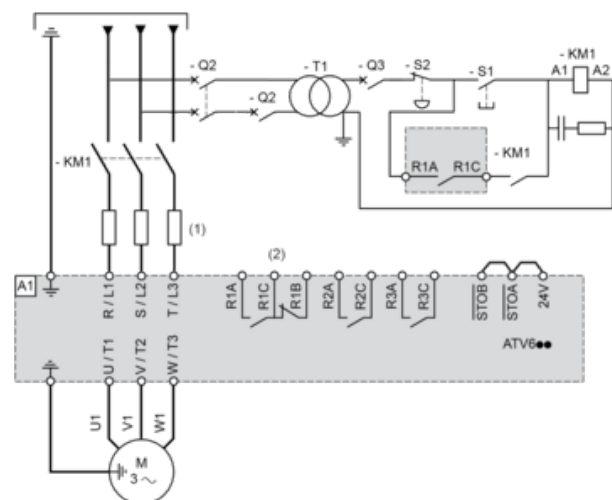 - Q2
- T1
- Q3
- S2
- S1
- KM1
A1
A2
- Q2
- KM1
R1A
R1C
- KM1
(1)
(2)
A1
R / L1
S / L2
T / L3
R1A
R1C
R1B
R2A
R2C
R3A
R3C
STOB
STOA
24V
ATV6●●
U / T1
V / T2
W / T3
U1
V1
W1
M
3 ~